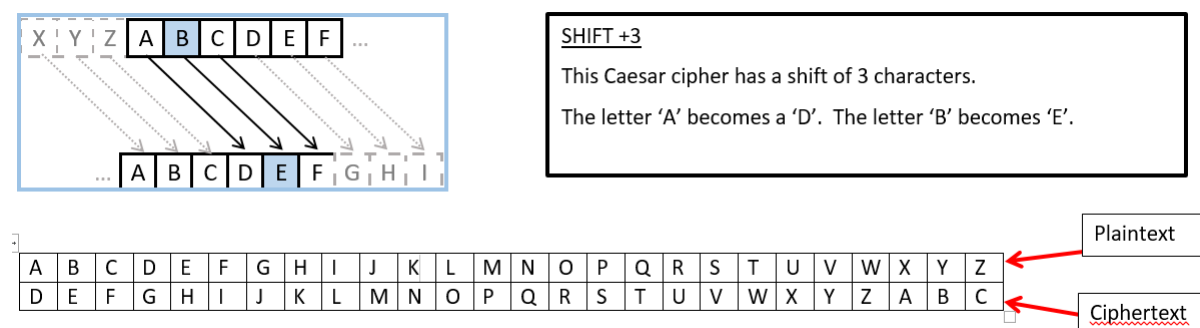 X Y Z A B C D E F ...
... A B C D E F G H I
SHIFT +3
This Caesar cipher has a shift of 3 characters.
The letter ‘A’ becomes a ‘D’. The letter ‘B’ becomes ‘E’.
Plaintext
A B C D E F G H I J K L M N O P Q R S T U V W X Y Z
D E F G H I J K L M N O P Q R S T U V W X Y Z A B C
Ciphertext